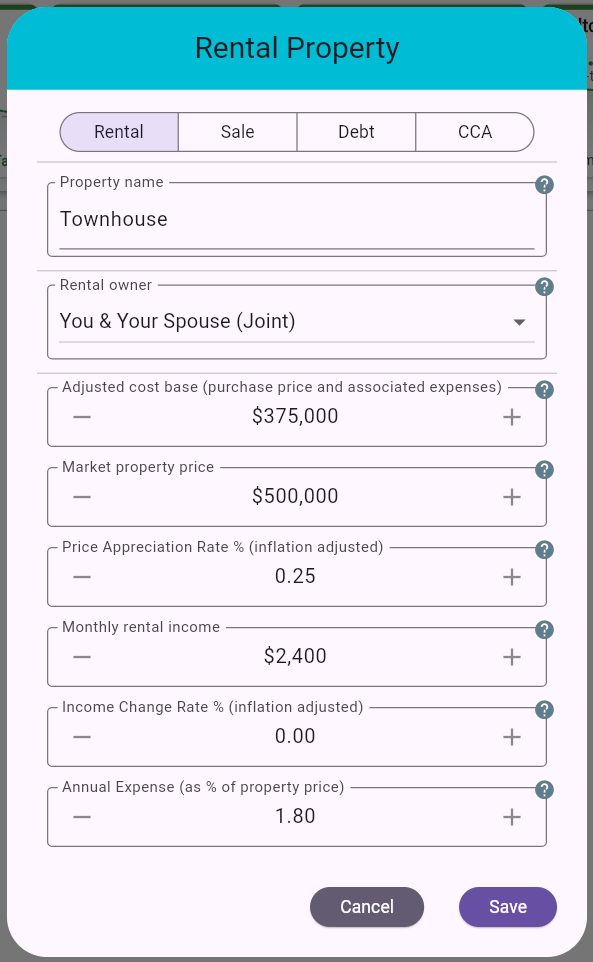 Rental Property
Rental Sale Debt CCA
Property name
?
Townhouse
Rental owner
?
You & Your Spouse (Joint)
Adjusted cost base (purchase price and associated expenses)
?
− $375,000 +
Market property price
?
− $500,000 +
Price Appreciation Rate % (inflation adjusted)
?
− 0.25 +
Monthly rental income
?
− $2,400 +
Income Change Rate % (inflation adjusted)
?
− 0.00 +
Annual Expense (as % of property price)
?
− 1.80 +
Cancel Save